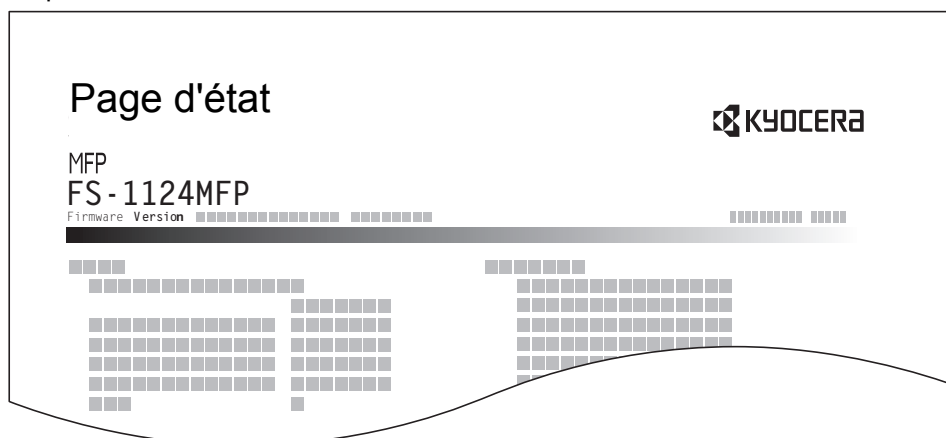 Page d'état
KYOCERA
MFP
FS-1124MFP
Firmware Version